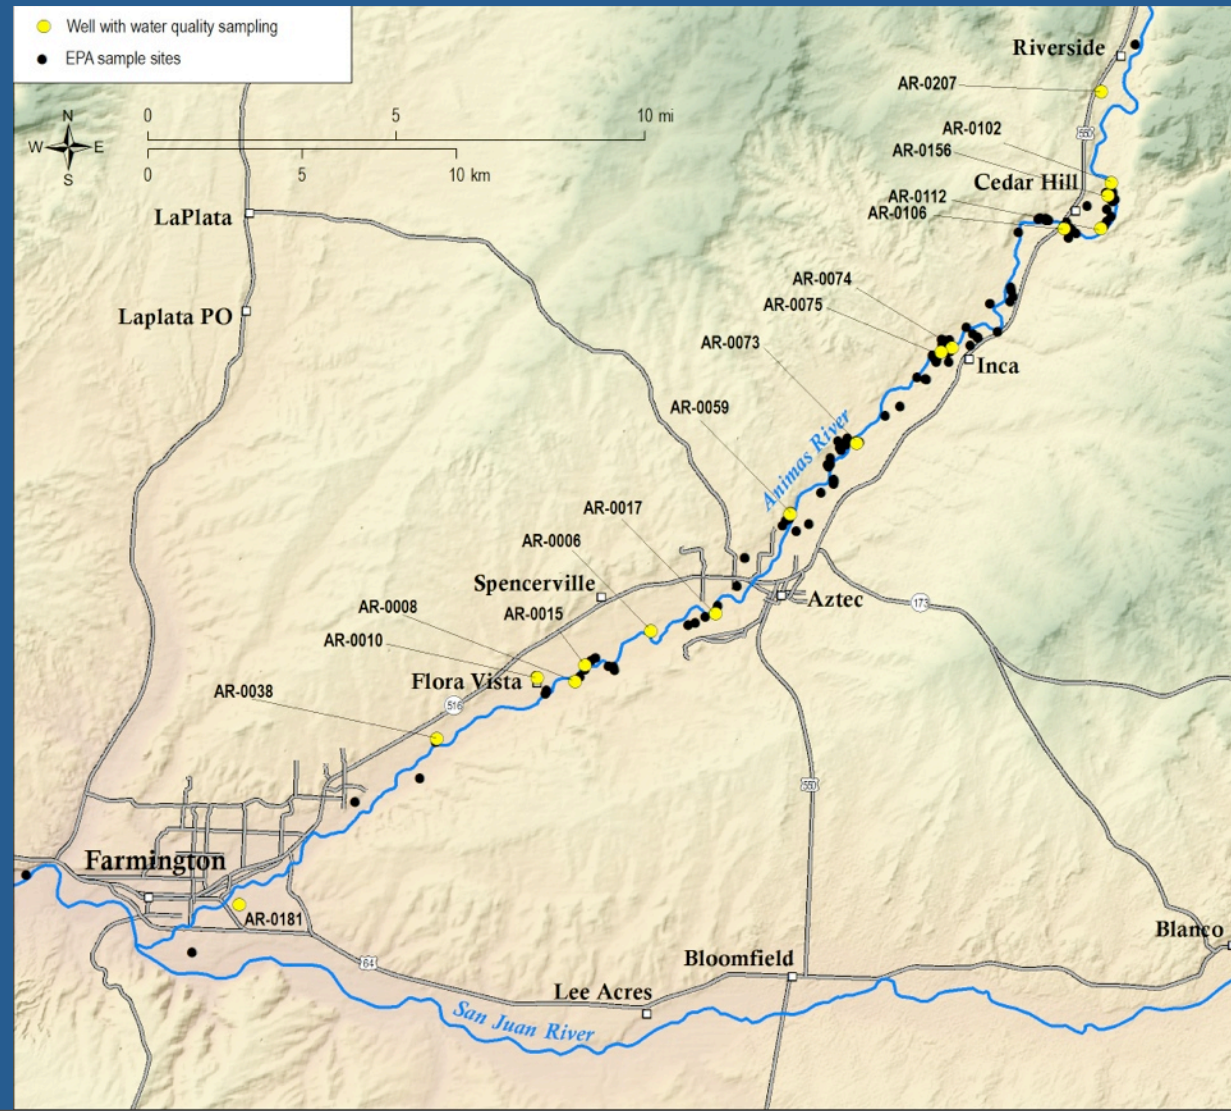 Well with water quality sampling
EPA sample sites
N
W E
S
0 5 10 mi
0 5 10 km
Riverside
AR-0207
AR-0102
550
AR-0156
Cedar Hill
AR-0112
AR-0106
LaPlata
AR-0074
AR-0075
Laplata PO
AR-0073
Inca
AR-0059
Animas River
AR-0017
AR-0006
Spencerville
AR-0015
Aztec
173
AR-0008
AR-0010
Flora Vista
AR-0038
516
550
Farmington
AR-0181
Blanco
64
Bloomfield
Lee Acres
San Juan River